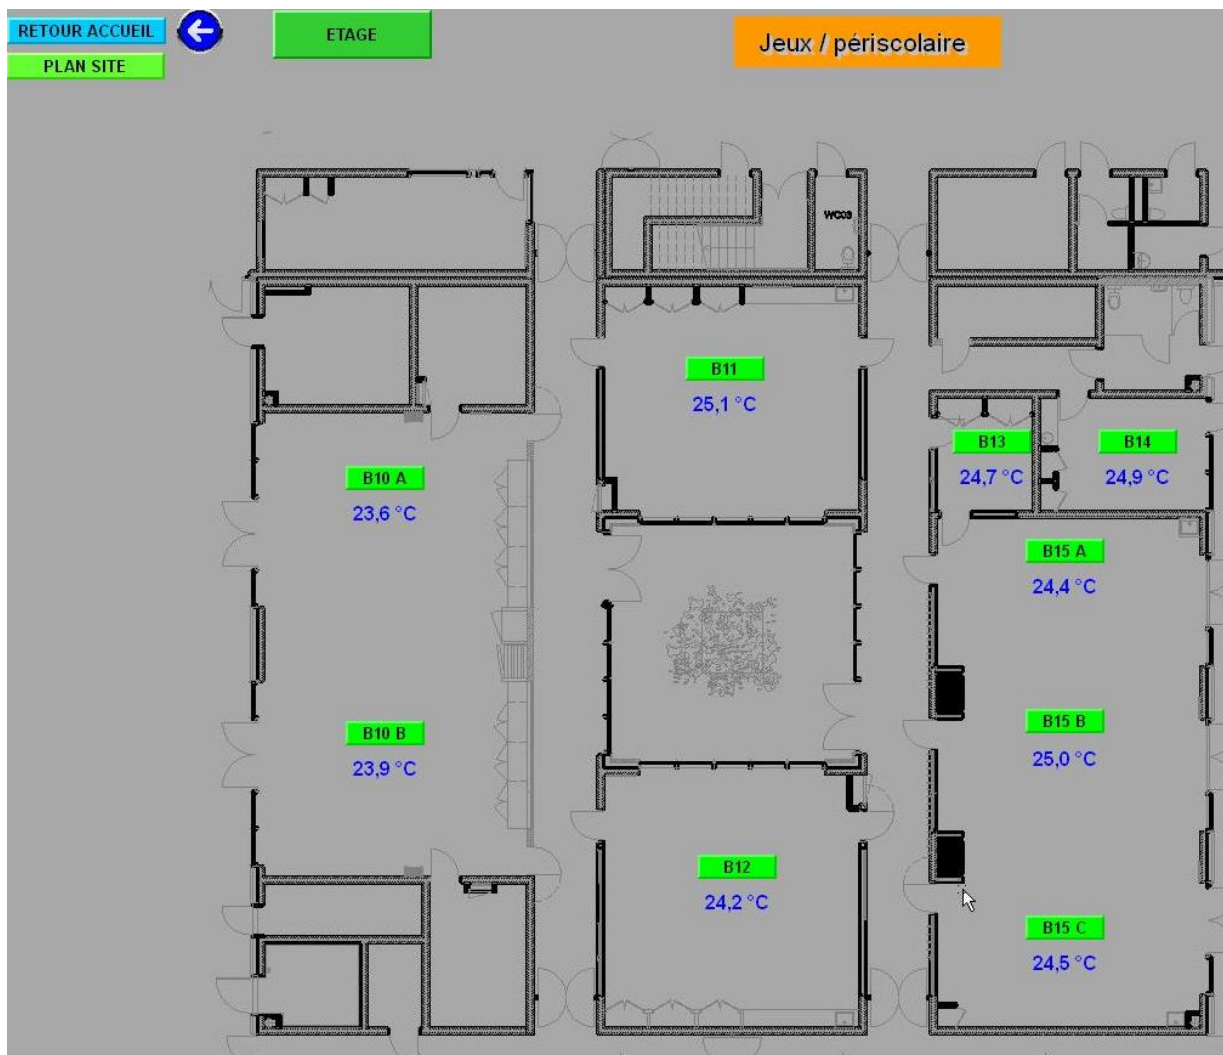 RETOUR ACCUEIL
PLAN SITE
ETAGE
Jeux / périscolaire
WC03
B11
25,1 °C
B13
24,7 °C
B14
24,9 °C
B10 A
23,6 °C
B15 A
24,4 °C
B10 B
23,9 °C
B15 B
25,0 °C
B12
24,2 °C
B15 C
24,5 °C